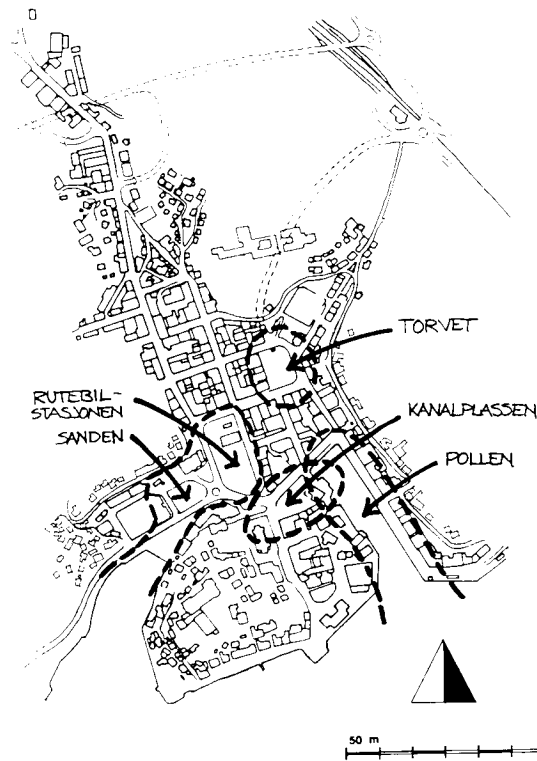 TORVET
RUTEBIL-
STASJONEN
SANDEN
KANALPLASSEN
POLLEN
50 m